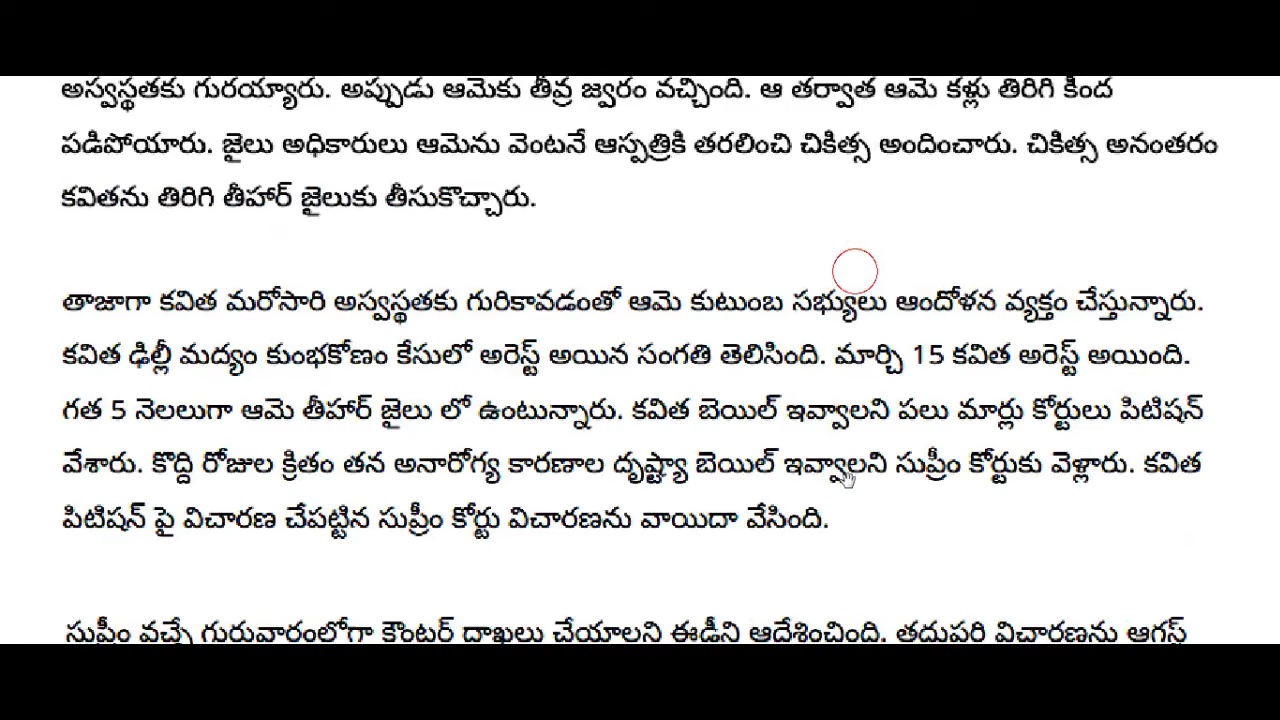 అస్వస్థతకు గురయ్యారు. అప్పుడు ఆమెకు తీవ్ర జ్వరం వచ్చింది. ఆ తర్వాత ఆమె కళ్లు తిరిగి కింద
పడిపోయారు. జైలు అధికారులు ఆమెను వెంటనే ఆస్పత్రికి తరలించి చికిత్స అందించారు. చికిత్స అనంతరం
కవితను తిరిగి తీహార్ జైలుకు తీసుకొచ్చారు.
తాజాగా కవిత మరోసారి అస్వస్థతకు గురికావడంతో ఆమె కుటుంబ సభ్యులు ఆందోళన వ్యక్తం చేస్తున్నారు.
కవిత ఢిల్లీ మద్యం కుంభకోణం కేసులో అరెస్ట్ అయిన సంగతి తెలిసింది. మార్చి 15 కవిత అరెస్ట్ అయింది.
గత 5 నెలలుగా ఆమె తీహార్ జైలు లో ఉంటున్నారు. కవిత బెయిల్ ఇవ్వాలని పలు మార్లు కోర్టులు పిటిషన్
వేశారు. కొద్ది రోజుల క్రితం తన అనారోగ్య కారణాల దృష్ట్యా బెయిల్ ఇవ్వాలని సుప్రీం కోర్టుకు వెళ్లారు. కవిత
పిటిషన్ పై విచారణ చేపట్టిన సుప్రీం కోర్టు విచారణను వాయిదా వేసింది.
సుప్రీం వచ్చే గురువారంలోగా కౌంటర్ దాఖలు చేయాలని ఈడీని ఆదేశించింది. తదుపరి విచారణను ఆగస్ట్